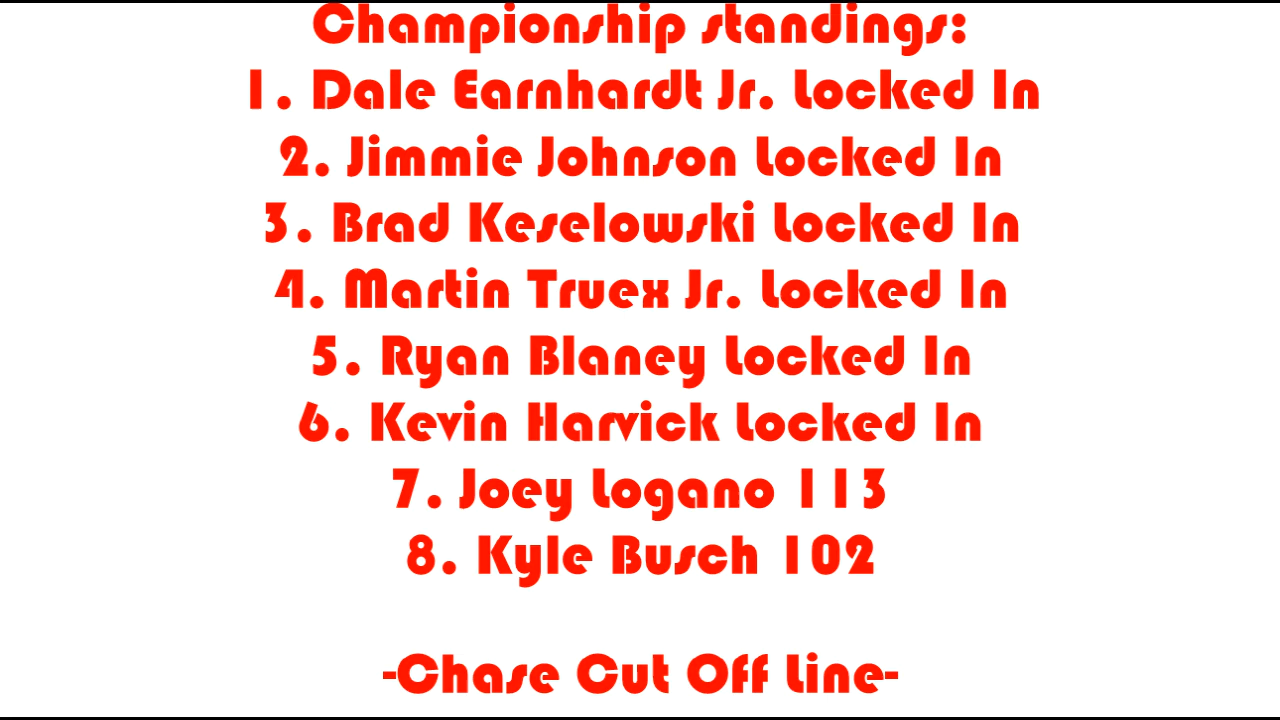 Championship standings:
1. Dale Earnhardt Jr. Locked In
2. Jimmie Johnson Locked In
3. Brad Keselowski Locked In
4. Martin Truex Jr. Locked In
5. Ryan Blaney Locked In
6. Kevin Harvick Locked In
7. Joey Logano 113
8. Kyle Busch 102
-Chase Cut Off Line-